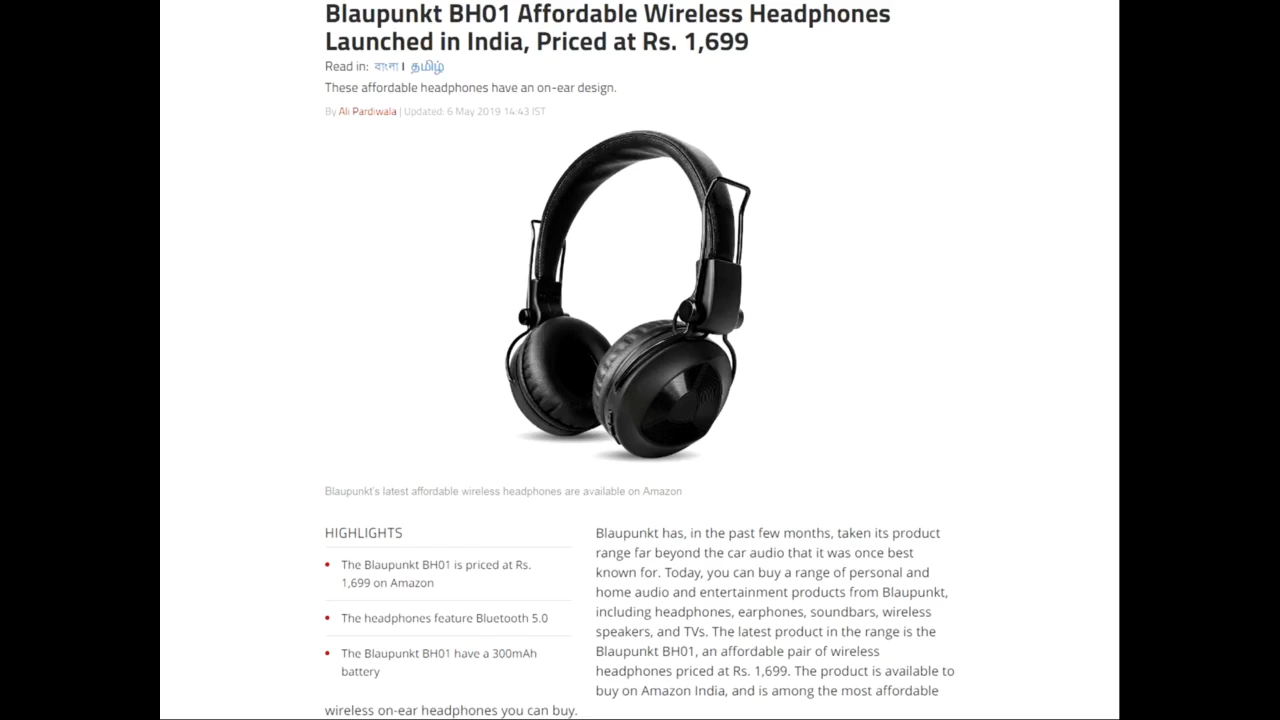 Blaupunkt BH01 Affordable Wireless Headphones
Launched in India, Priced at Rs. 1,699
Read in: বাংলা | தமிழ்
These affordable headphones have an on-ear design.
By Ali Pardiwala | Updated: 6 May 2019 14:43 IST
Blaupunkt's latest affordable wireless headphones are available on Amazon
HIGHLIGHTS
The Blaupunkt BH01 is priced at Rs.
1,699 on Amazon
The headphones feature Bluetooth 5.0
The Blaupunkt BH01 have a 300mAh
battery
Blaupunkt has, in the past few months, taken its product
range far beyond the car audio that it was once best
known for. Today, you can buy a range of personal and
home audio and entertainment products from Blaupunkt,
including headphones, earphones, soundbars, wireless
speakers, and TVs. The latest product in the range is the
Blaupunkt BH01, an affordable pair of wireless
headphones priced at Rs. 1,699. The product is available to
buy on Amazon India, and is among the most affordable
wireless on-ear headphones you can buy.